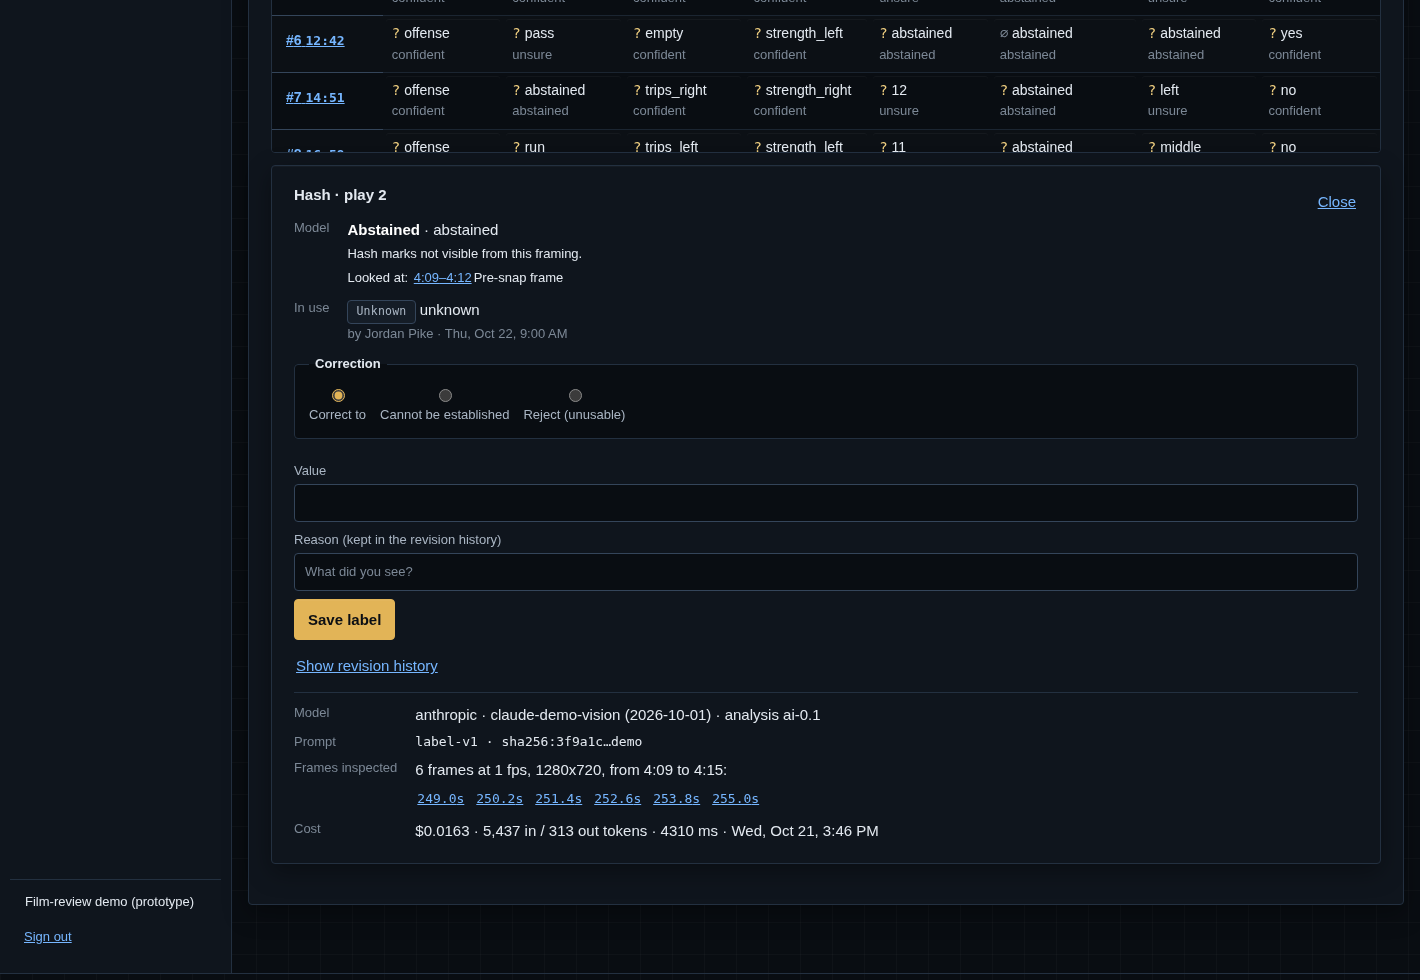 confident confident confident confident abstained unsure confident
#6 12:42 ? offense ? pass ? empty ? strength_left ? abstained ∅ abstained ? abstained ? yes
confident unsure confident confident abstained abstained abstained confident
#7 14:51 ? offense ? abstained ? trips_right ? strength_right ? 12 ? abstained ? left ? no
confident abstained confident confident unsure abstained unsure confident
? offense ? run ? trips_left ? strength_left ? 11 ? abstained ? middle ? no
Hash · play 2
Close
Model Abstained · abstained
Hash marks not visible from this framing.
Looked at: 4:09–4:12 Pre-snap frame
In use Unknown unknown
by Jordan Pike · Thu, Oct 22, 9:00 AM
Correction
Correct to Cannot be established Reject (unusable)
Value
Reason (kept in the revision history)
What did you see?
Save label
Show revision history
Model anthropic · claude-demo-vision (2026-10-01) · analysis ai-0.1
Prompt label-v1 · sha256:3f9a1c…demo
Frames inspected 6 frames at 1 fps, 1280x720, from 4:09 to 4:15:
249.0s 250.2s 251.4s 252.6s 253.8s 255.0s
Cost $0.0163 · 5,437 in / 313 out tokens · 4310 ms · Wed, Oct 21, 3:46 PM
Film-review demo (prototype)
Sign out